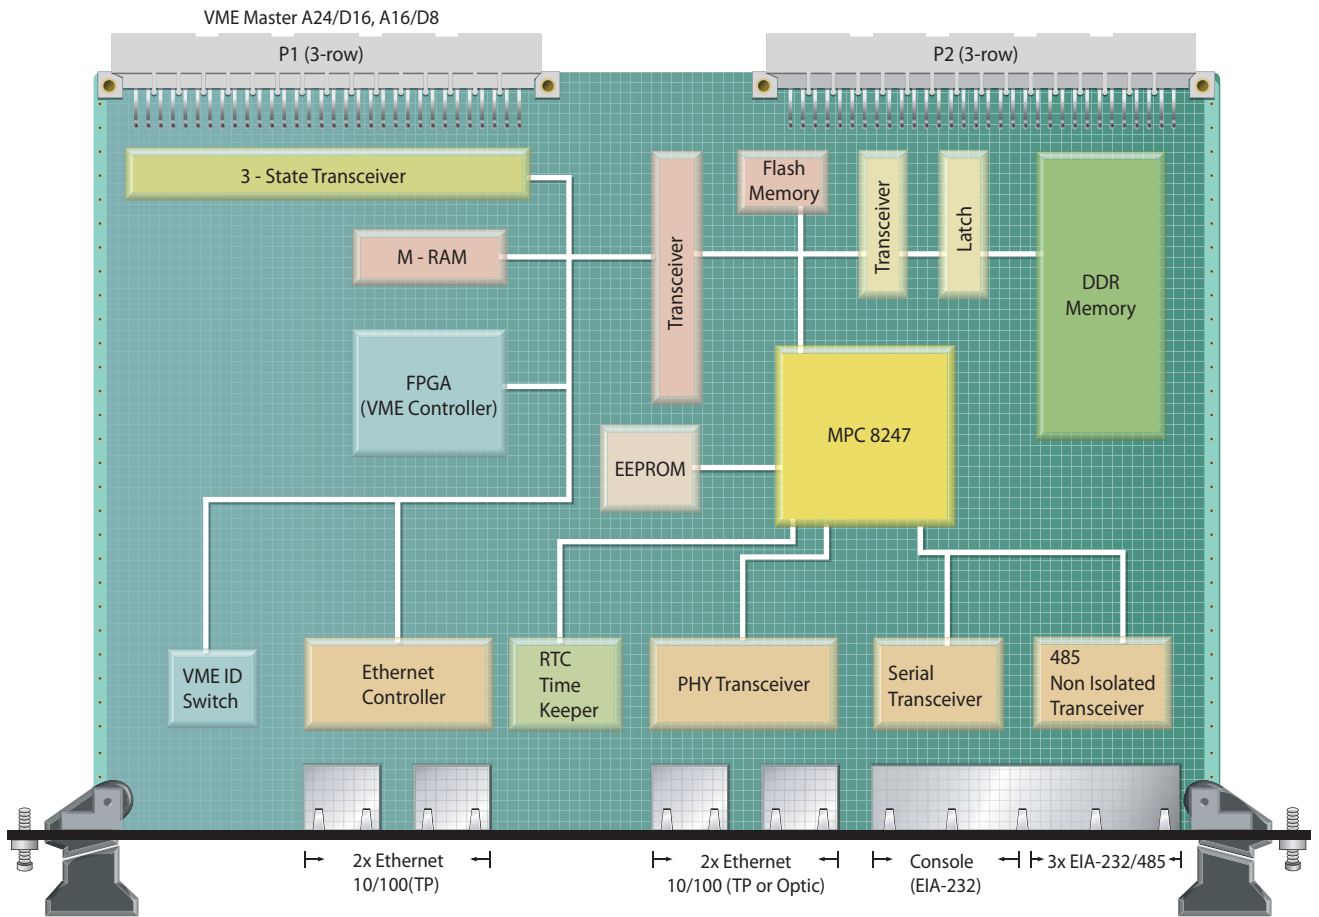 VME Master A24/D16, A16/D8
P1 (3-row)
P2 (3-row)
3 - State Transceiver
M - RAM
FPGA
(VME Controller)
Transceiver
Flash
Memory
Transceiver
Latch
DDR
Memory
MPC 8247
EEPROM
VME ID
Switch
Ethernet
Controller
RTC
Time
Keeper
PHY Transceiver
Serial
Transceiver
485
Non Isolated
Transceiver
2x Ethernet
10/100(TP)
2x Ethernet
10/100 (TP or Optic)
Console
(EIA-232)
3x EIA-232/485